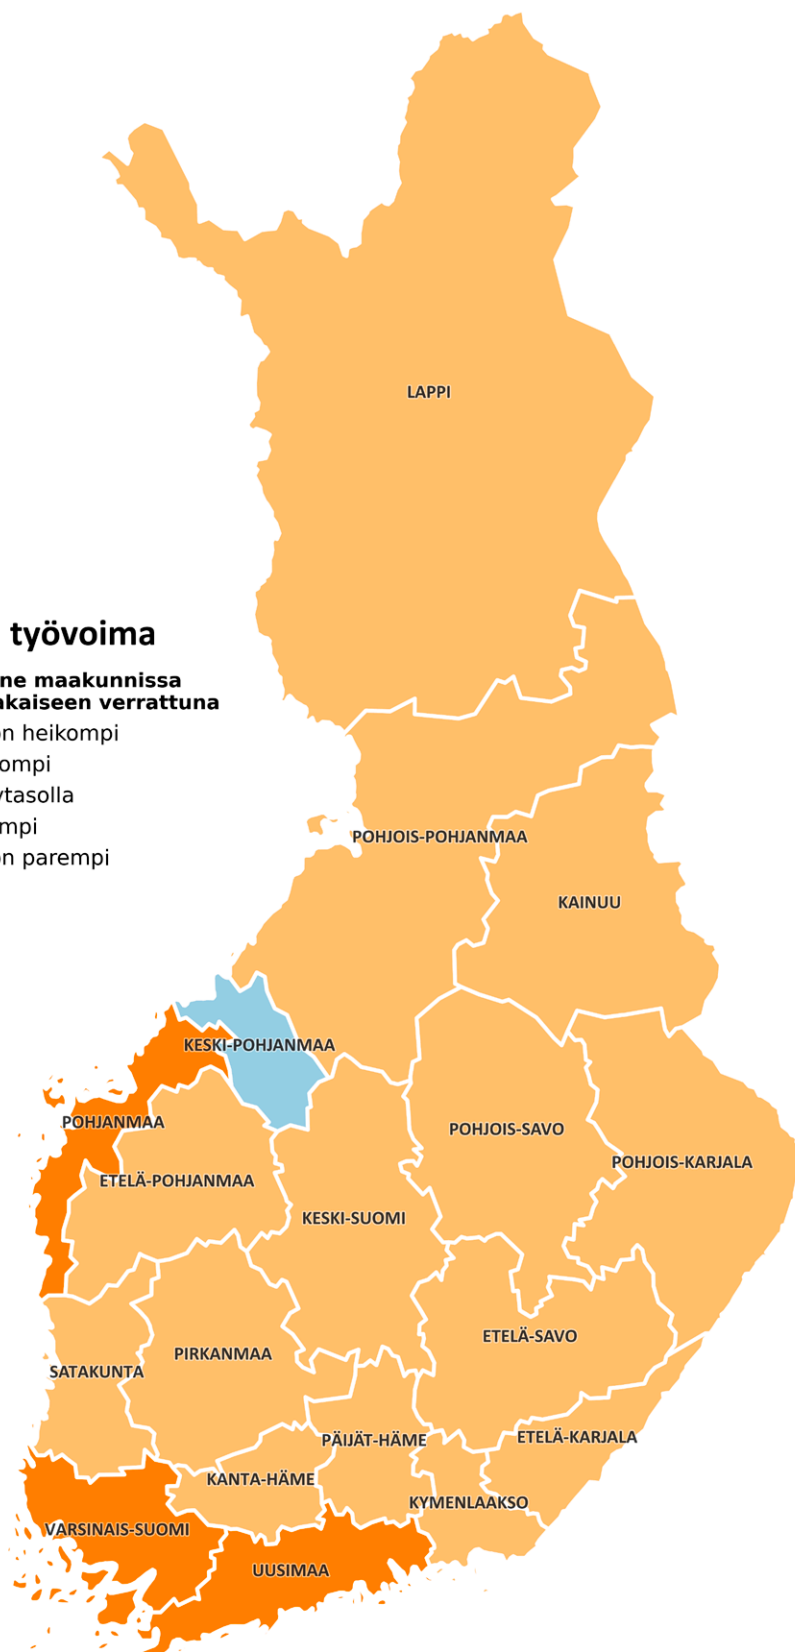 LAPPI
työvoima
ne maakunnissa
akaiseen verrattuna
n heikompi
ompi
ytasolla
mpi
n parempi
POHJOIS-POHJANMAA
KAINUU
KESKI-POHJANMAA
POHJANMAA
POHJOIS-SAVO
POHJOIS-KARJALA
ETELÄ-POHJANMAA
KESKI-SUOMI
ETELÄ-SAVO
PIRKANMAA
SATAKUNTA
ETELÄ-KARJALA
PÄIJÄT-HÄME
KANTA-HÄME
KYMENLAAKSO
VARSINAIS-SUOMI
UUSIMAA